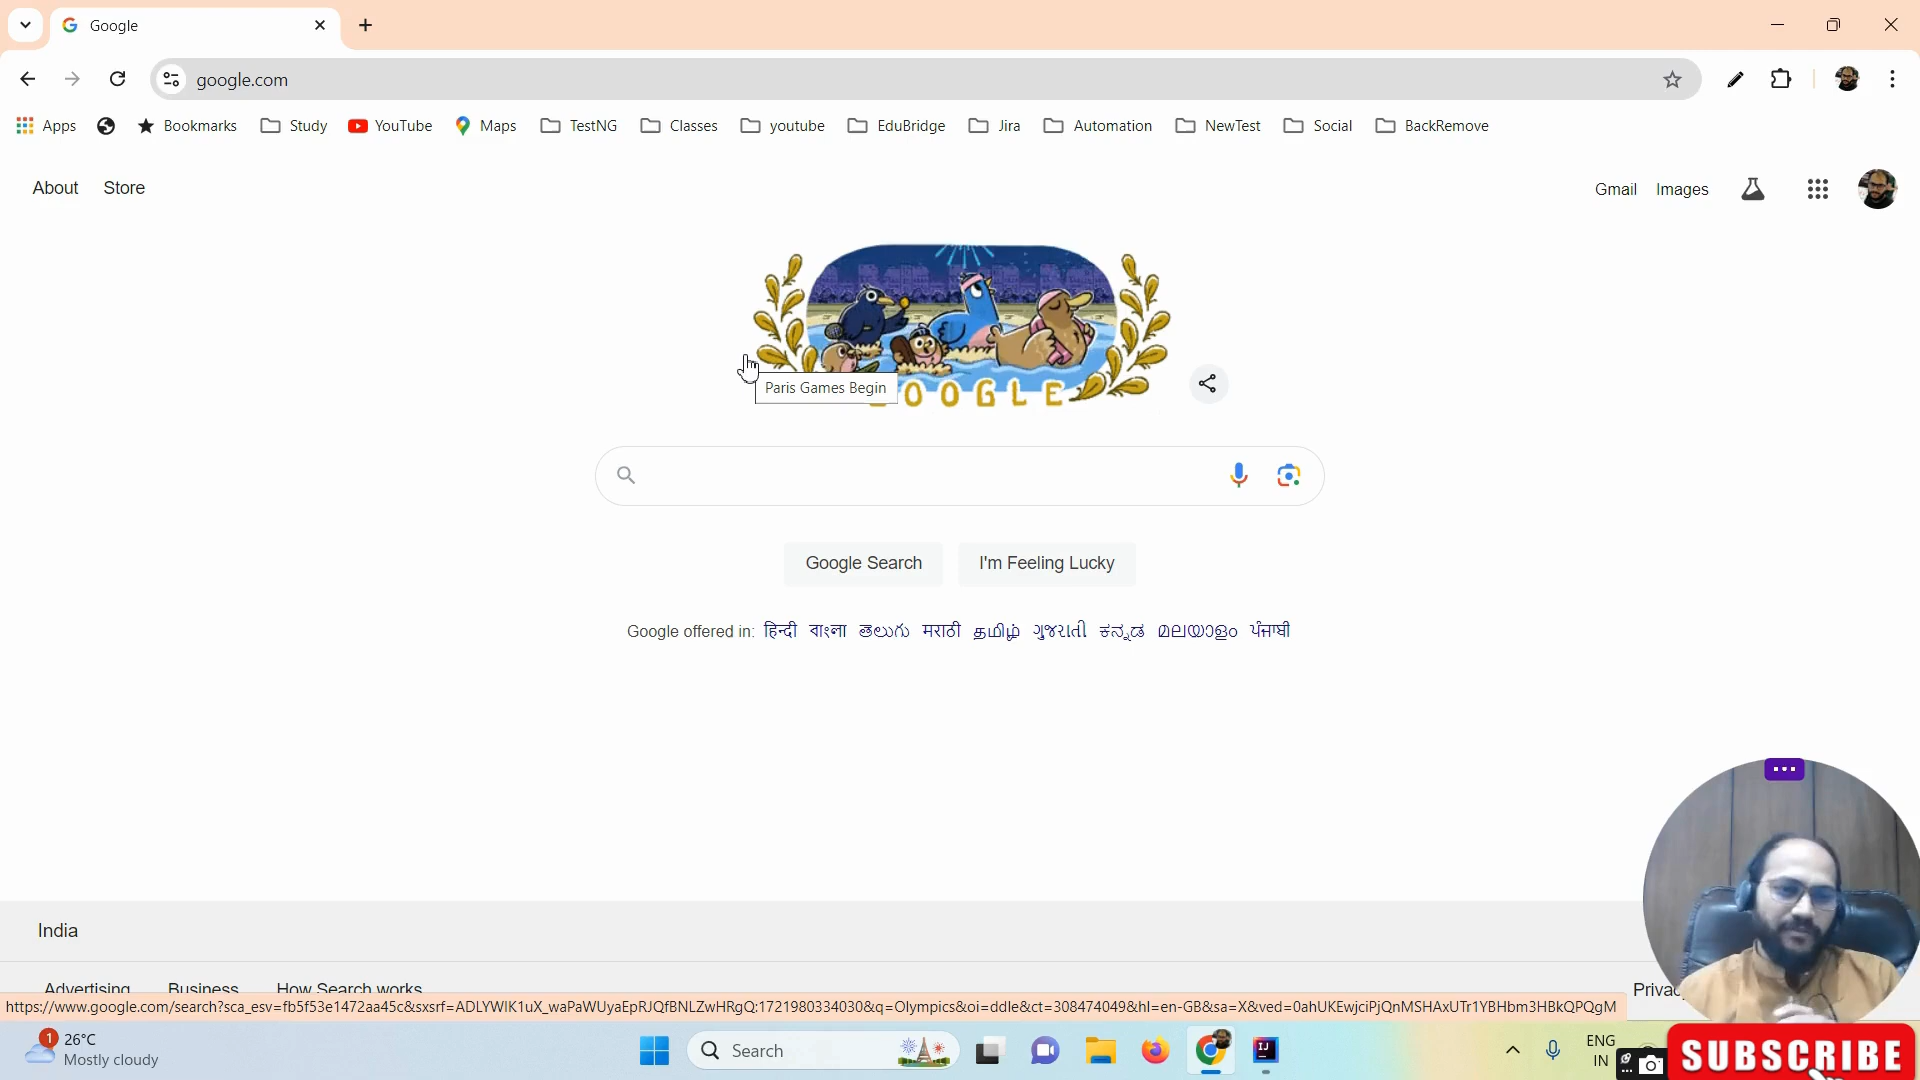 Google
google.com
Apps Bookmarks Study YouTube Maps TestNG Classes youtube EduBridge Jira Automation NewTest Social BackRemove
About Store Gmail Images
Paris Games Begin
OOGLE
Google Search I'm Feeling Lucky
Google offered in: हिन्दी বাংলা తెలుగు मराठी தமிழ் ગુજરાતી ಕನ್ನಡ മലയാളം ਪੰਜਾਬੀ
India
Advertising Business How Search works
https://www.google.com/search?sca_esv=fb5f53e1472aa45c&sxsrf=ADLYWIK1uX_waPaWUyaEpRJQfBNLZwHRgQ:1721980334030&q=Olympics&oi=ddle&ct=308474049&hl=en-GB&sa=X&ved=0ahUKEwjciPjQnMSHAxUTr1YBHbm3HBkQPQgM
1 26°C
Mostly cloudy
Search
IJ
ENG
IN
SUBSCRIBE